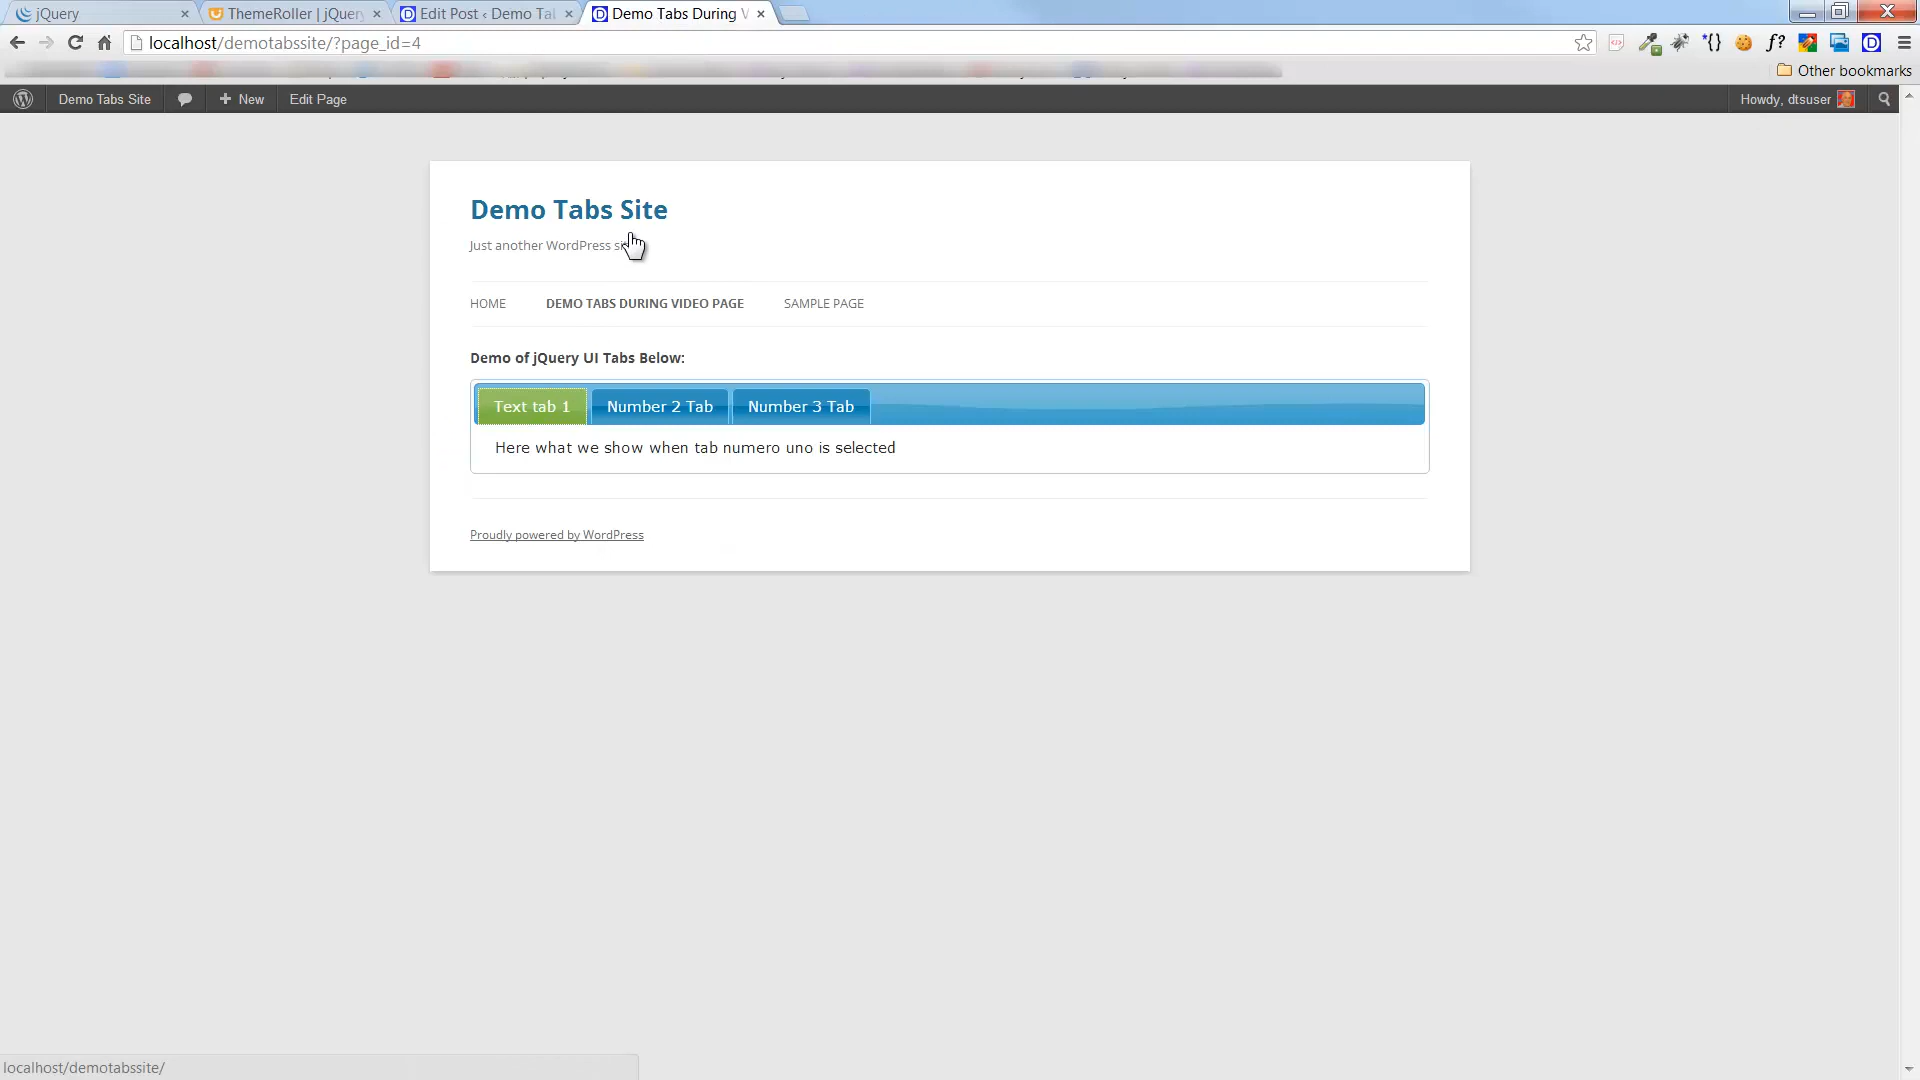 jQuery
ThemeRoller | jQuery
Edit Post ‹ Demo Tab
Demo Tabs During V
localhost/demotabssite/?page_id=4
Other bookmarks
Demo Tabs Site
New
Edit Page
Howdy, dtsuser
Demo Tabs Site
Just another WordPress si
HOME
DEMO TABS DURING VIDEO PAGE
SAMPLE PAGE
Demo of jQuery UI Tabs Below:
Text tab 1
Number 2 Tab
Number 3 Tab
Here what we show when tab numero uno is selected
Proudly powered by WordPress
localhost/demotabssite/